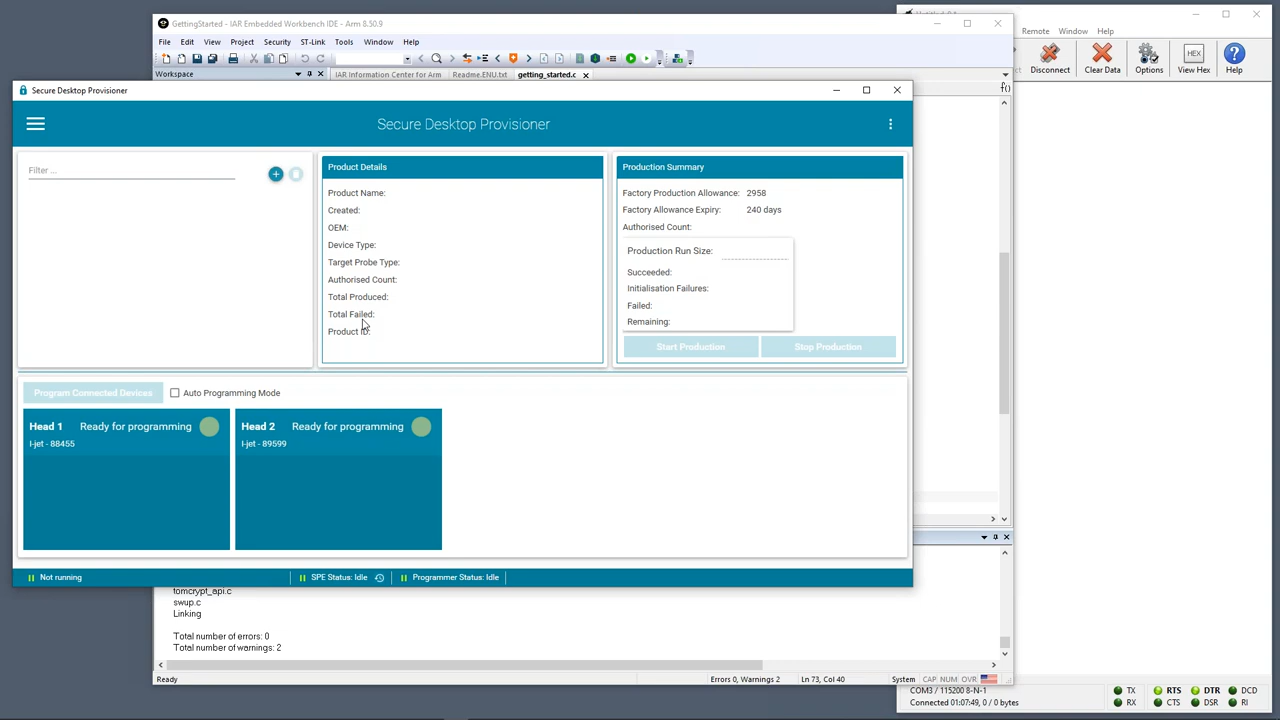 GettingStarted - IAR Embedded Workbench IDE - Arm 8.50.9
File Edit View Project Security ST-Link Tools Window Help
Workspace
IAR Information Center for Arm Readme.ENU.txt getting_started.c
f()
Remote Window Help
Disconnect Clear Data Options View Hex Help
HEX
Secure Desktop Provisioner
Secure Desktop Provisioner
Filter ...
Product Details
Product Name:
Created:
OEM:
Device Type:
Target Probe Type:
Authorised Count:
Total Produced:
Total Failed:
Product ID:
Production Summary
Factory Production Allowance: 2958
Factory Allowance Expiry: 240 days
Authorised Count:
Production Run Size:
Succeeded:
Initialisation Failures:
Failed:
Remaining:
Start Production Stop Production
Program Connected Devices Auto Programming Mode
Head 1 Ready for programming
I-jet - 88455
Head 2 Ready for programming
I-jet - 89599
Not running SPE Status: Idle Programmer Status: Idle
tomcrypt_api.c
swup.c
Linking
Total number of errors: 0
Total number of warnings: 2
Ready Errors 0, Warnings 2 Ln 73, Col 40 System CAP NUM OVR
COM3 / 115200 8-N-1
Connected 01:07:49, 0 / 0 bytes
TX RTS DTR DCD
RX CTS DSR RI